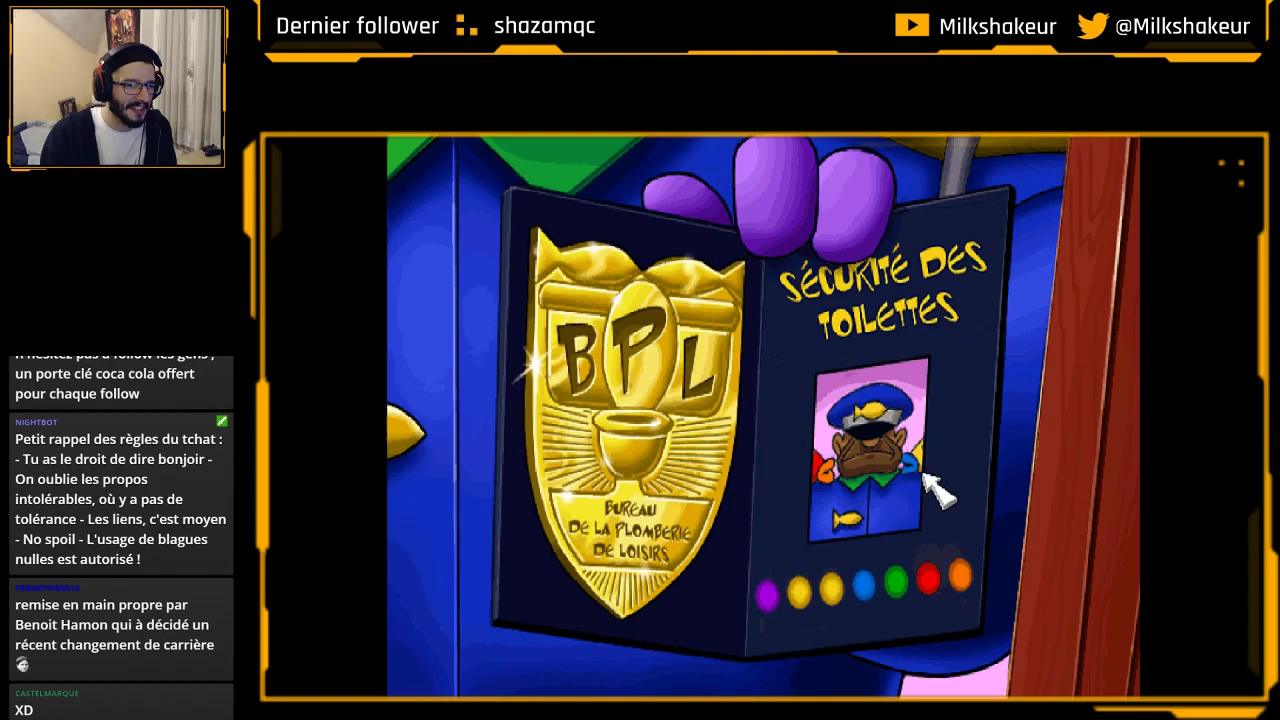 Dernier follower
shazamqc
Milkshakeur
@Milkshakeur
un porte clé coca cola offert
pour chaque follow
NIGHTBOT
Petit rappel des règles du tchat :
- Tu as le droit de dire bonjoir -
On oublie les propos
intolérables, où y a pas de
tolérance - Les liens, c'est moyen
- No spoil - L'usage de blagues
nulles est autorisé !
remise en main propre par
Benoit Hamon qui à décidé un
récent changement de carrière
CASTELMARQUE
XD
BPL
BUREAU
DE LA PLOMBERIE
DE LOISIRS
SÉCURITÉ DES
TOILETTES